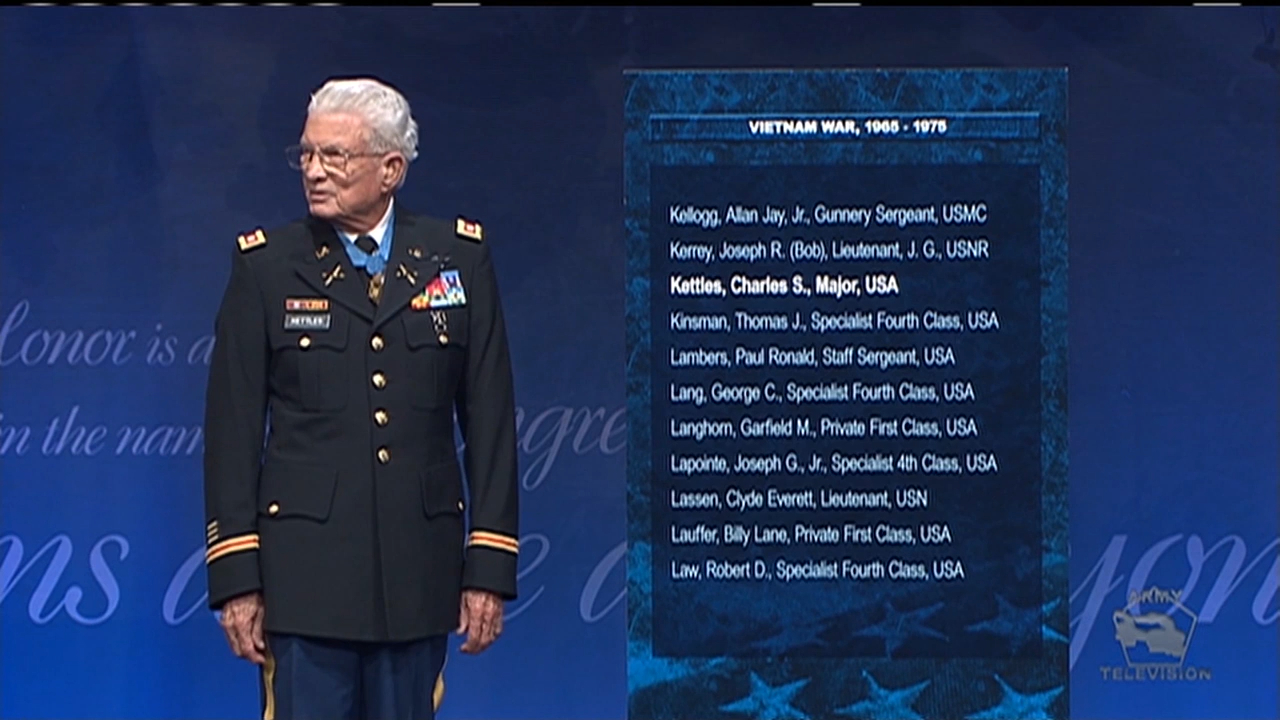 VIETNAM WAR, 1965 - 1975
Kellogg, Allan Jay, Jr., Gunnery Sergeant, USMC
Kerrey, Joseph R. (Bob), Lieutenant, J. G., USNR
Kettles, Charles S., Major, USA
Kinsman, Thomas J., Specialist Fourth Class, USA
Lambers, Paul Ronald, Staff Sergeant, USA
Lang, George C., Specialist Fourth Class, USA
Langhorn, Garfield M., Private First Class, USA
Lapointe, Joseph G., Jr., Specialist 4th Class, USA
Lassen, Clyde Everett, Lieutenant, USN
Lauffer, Billy Lane, Private First Class, USA
Law, Robert D., Specialist Fourth Class, USA
KETTLES
Honor is a
in the nam
ngre
ns a
e a
yon
ARMY
TELEVISION